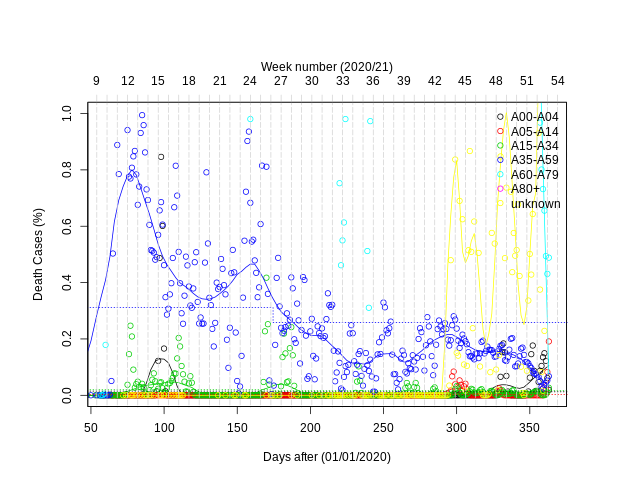 Week number (2020/21)
9 12 15 18 21 24 27 30 33 36 39 42 45 48 51 54
Death Cases (%)
1.0
0.8
0.6
0.4
0.2
0.0
A00-A04
A05-A14
A15-A34
A35-A59
A60-A79
A80+
unknown
50 100 150 200 250 300 350
Days after (01/01/2020)